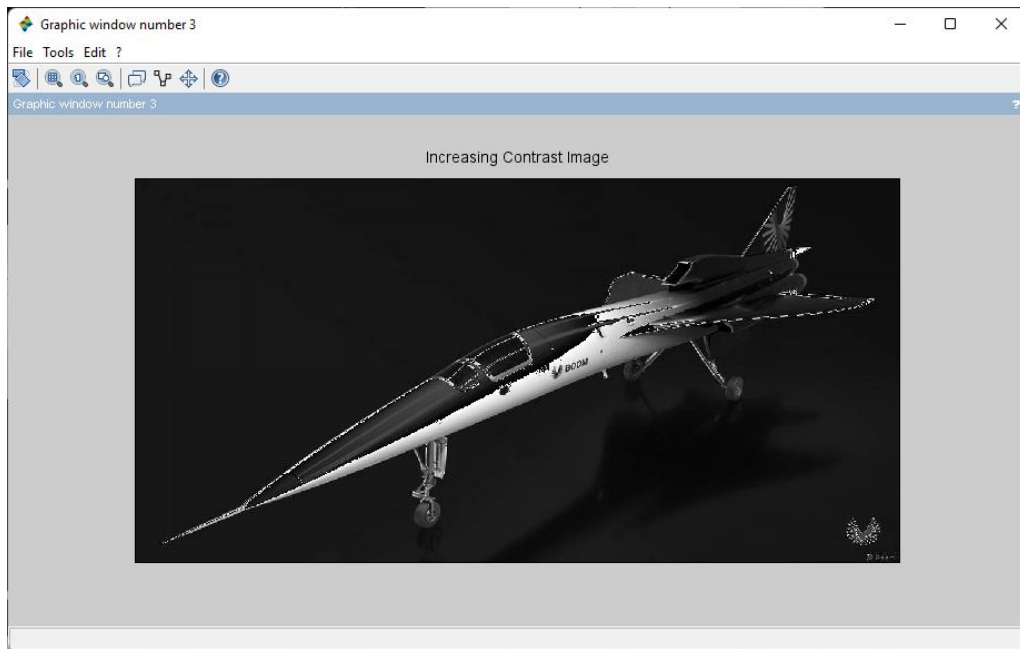 Graphic window number 3
File Tools Edit ?
Graphic window number 3 ?
Increasing Contrast Image
BOOM